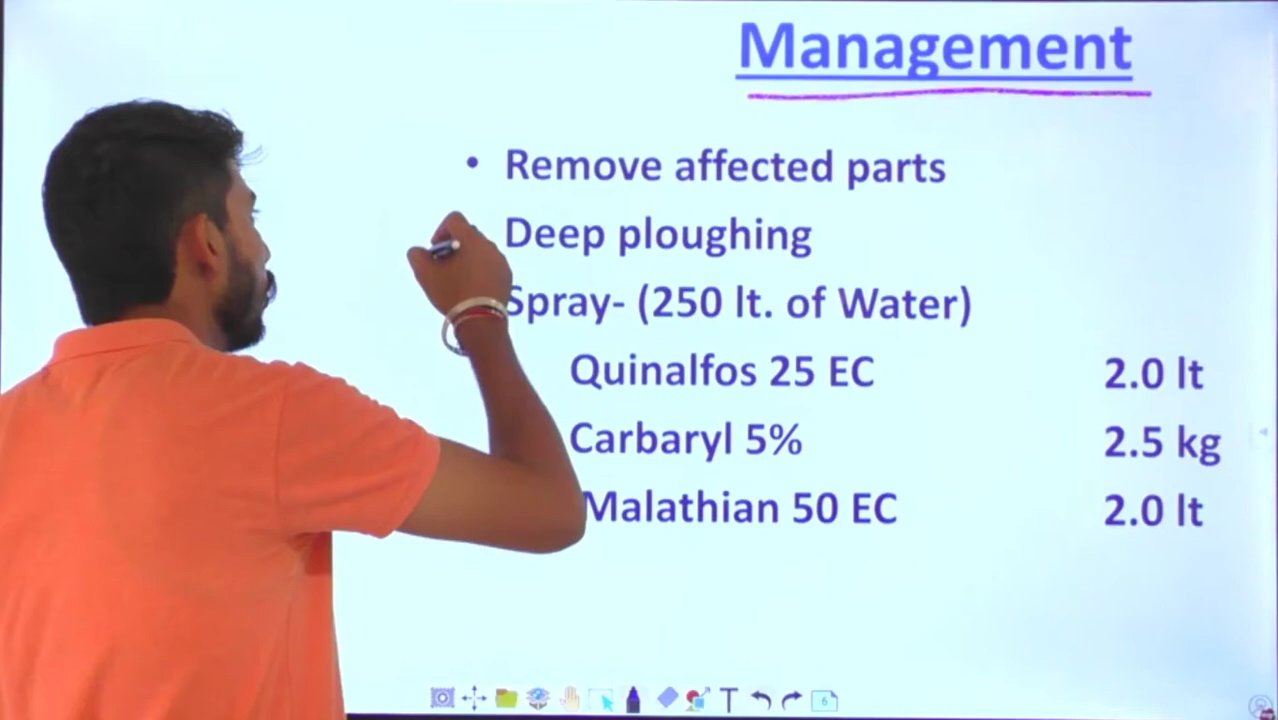 Management
• Remove affected parts
Deep ploughing
Spray- (250 lt. of Water)
Quinalfos 25 EC 2.0 lt
Carbaryl 5% 2.5 kg
Malathian 50 EC 2.0 lt
T 6